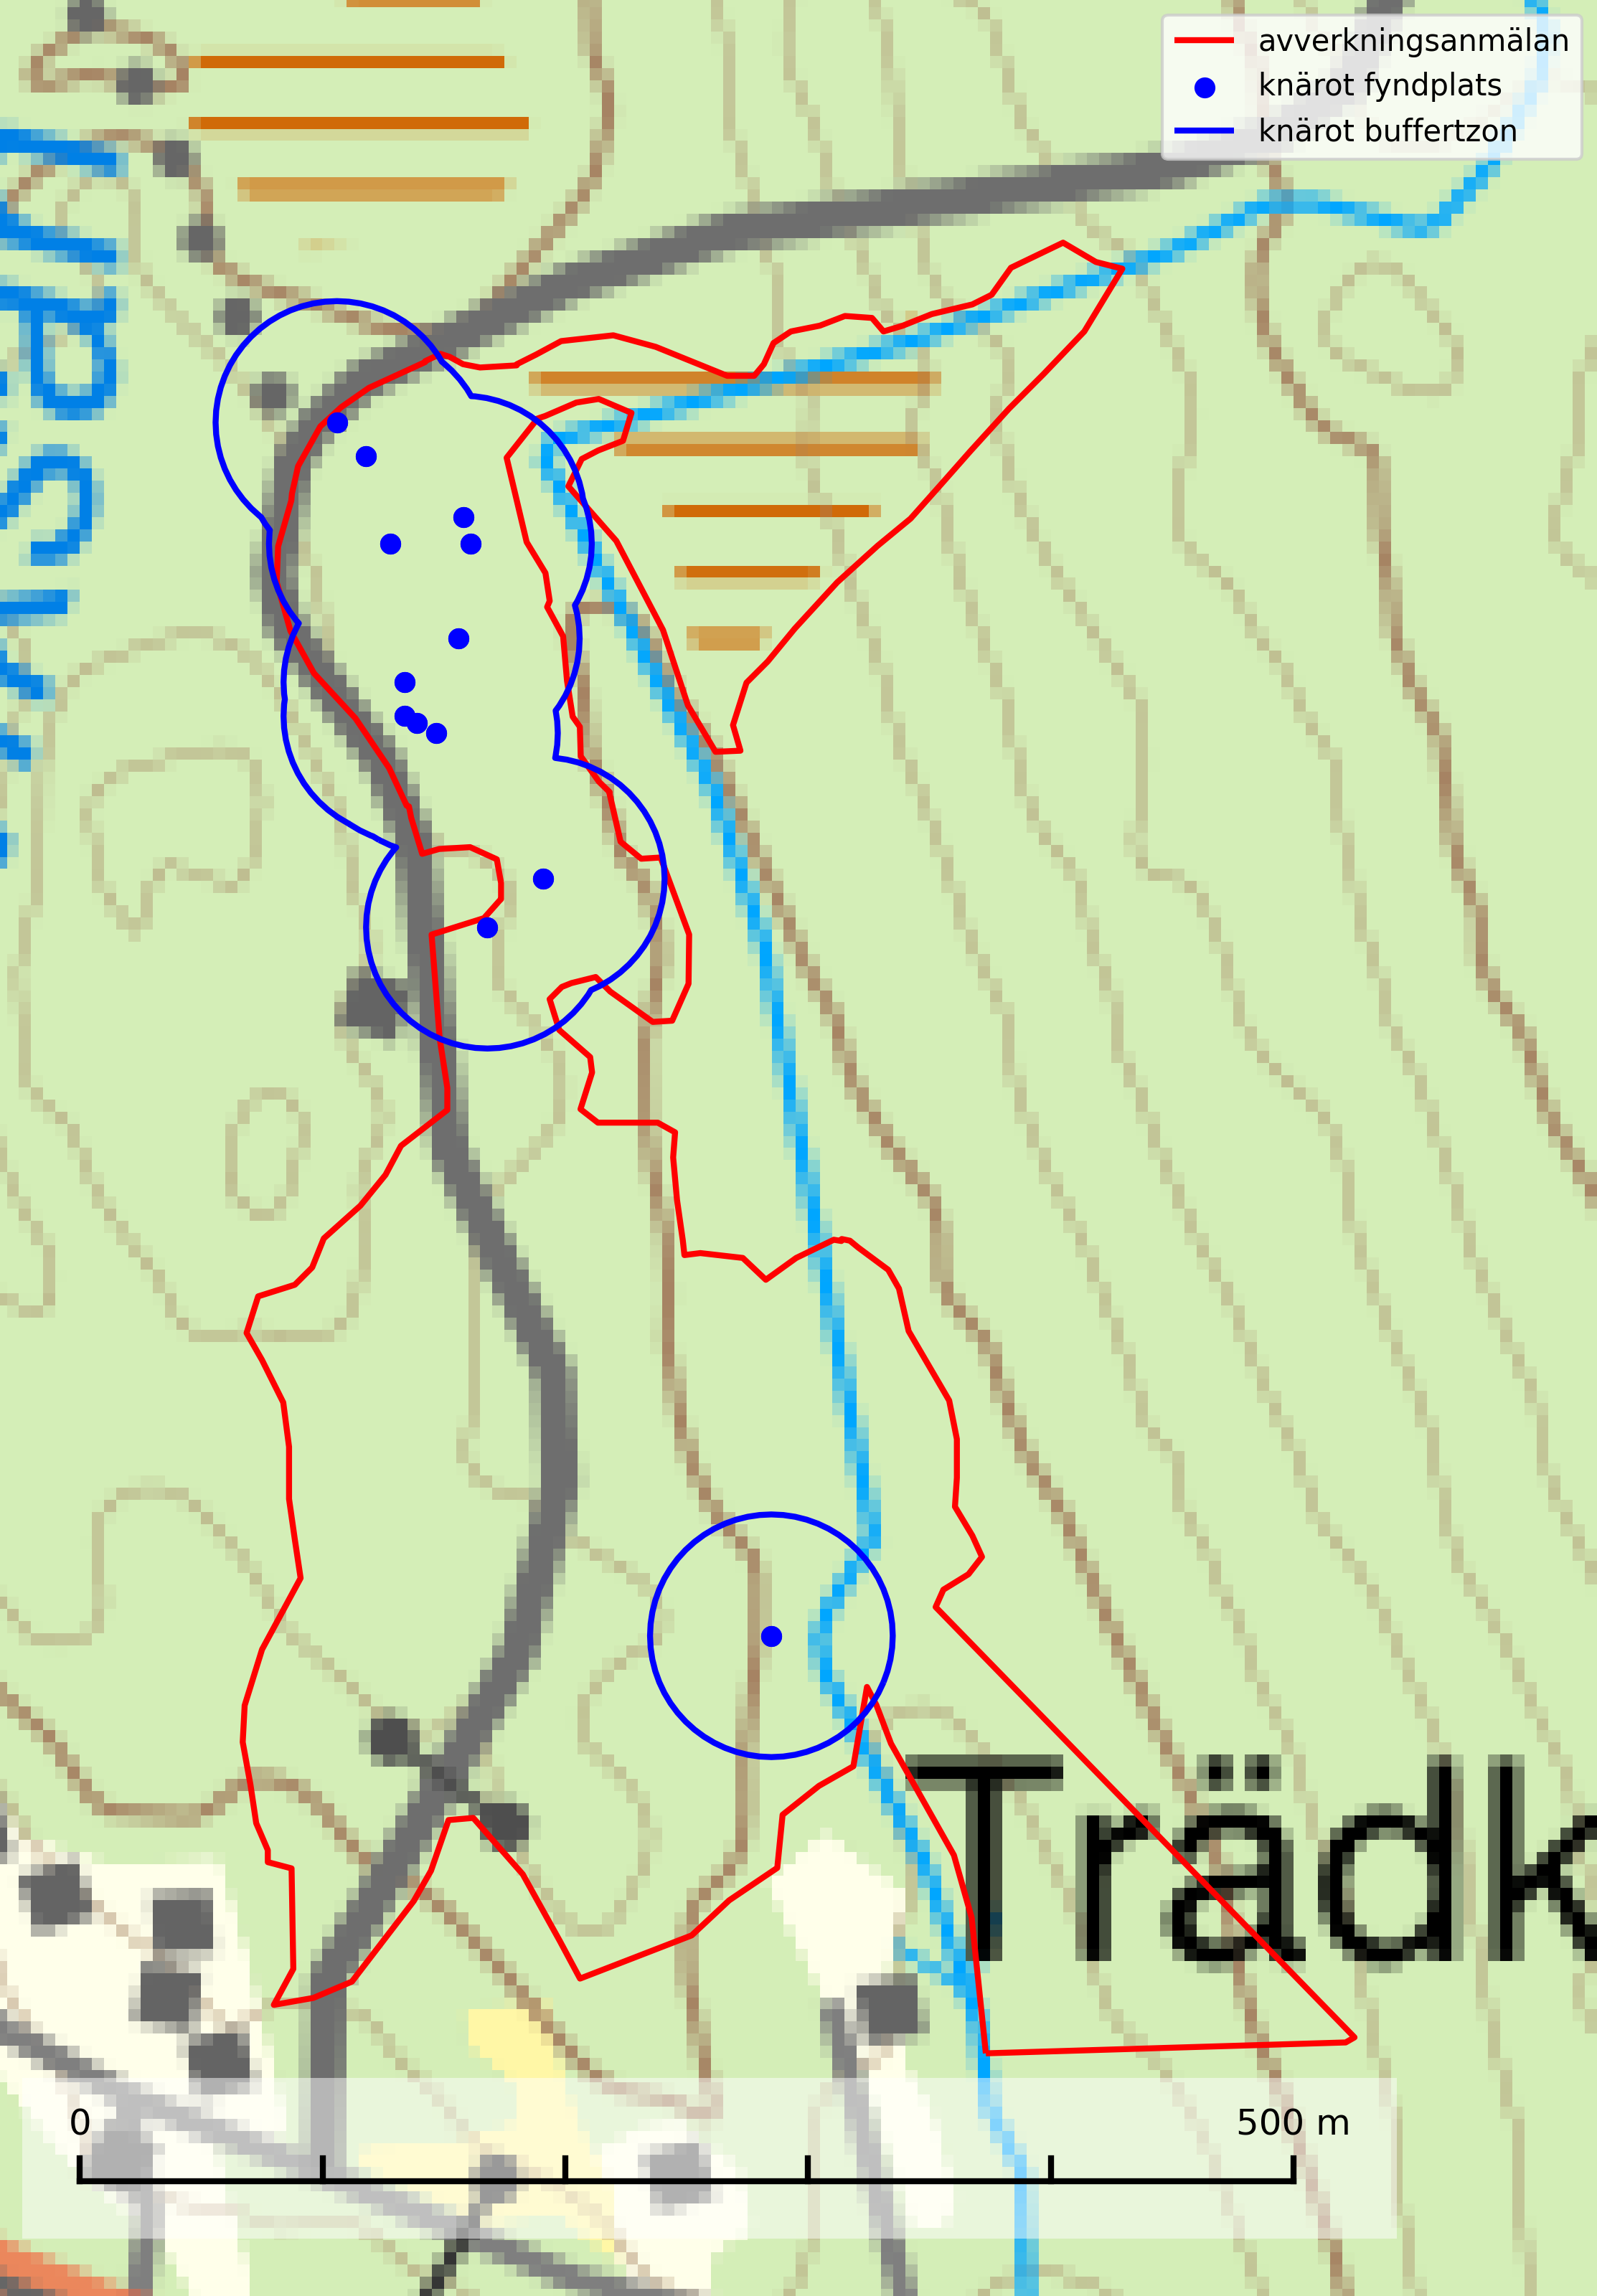 avverkningsanmälan
knärot fyndplats
knärot buffertzon
Trädk
0 500 m